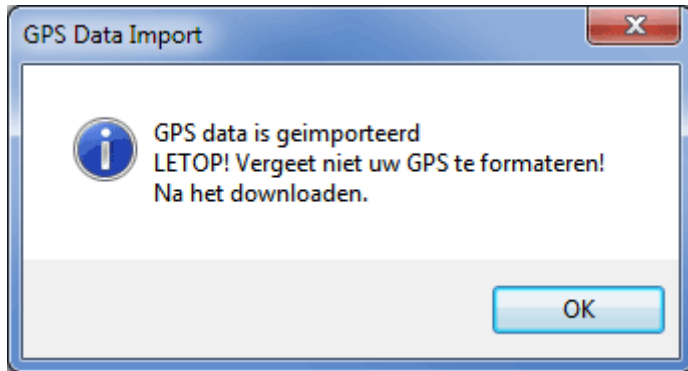 GPS Data Import
GPS data is geimporteerd
LETOP! Vergeet niet uw GPS te formateren!
Na het downloaden.
OK